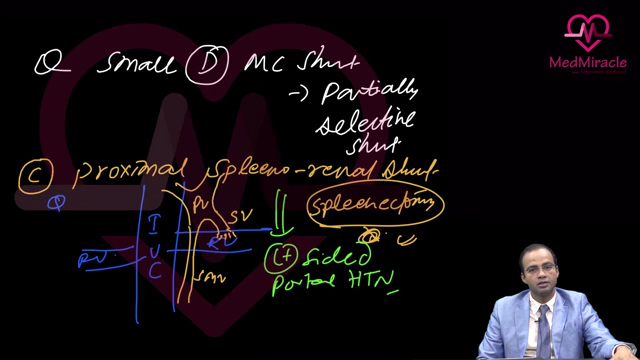 MedMiracle
Q Small (D) MC Shunt
→ Partially
Selective
Shunt
(C) Proximal Spleeno-renal Shunt
Spleenectomy
Q
PV
SV
I
RV
RV
V
C
SMV
(Lt) Sided
Portal HTN